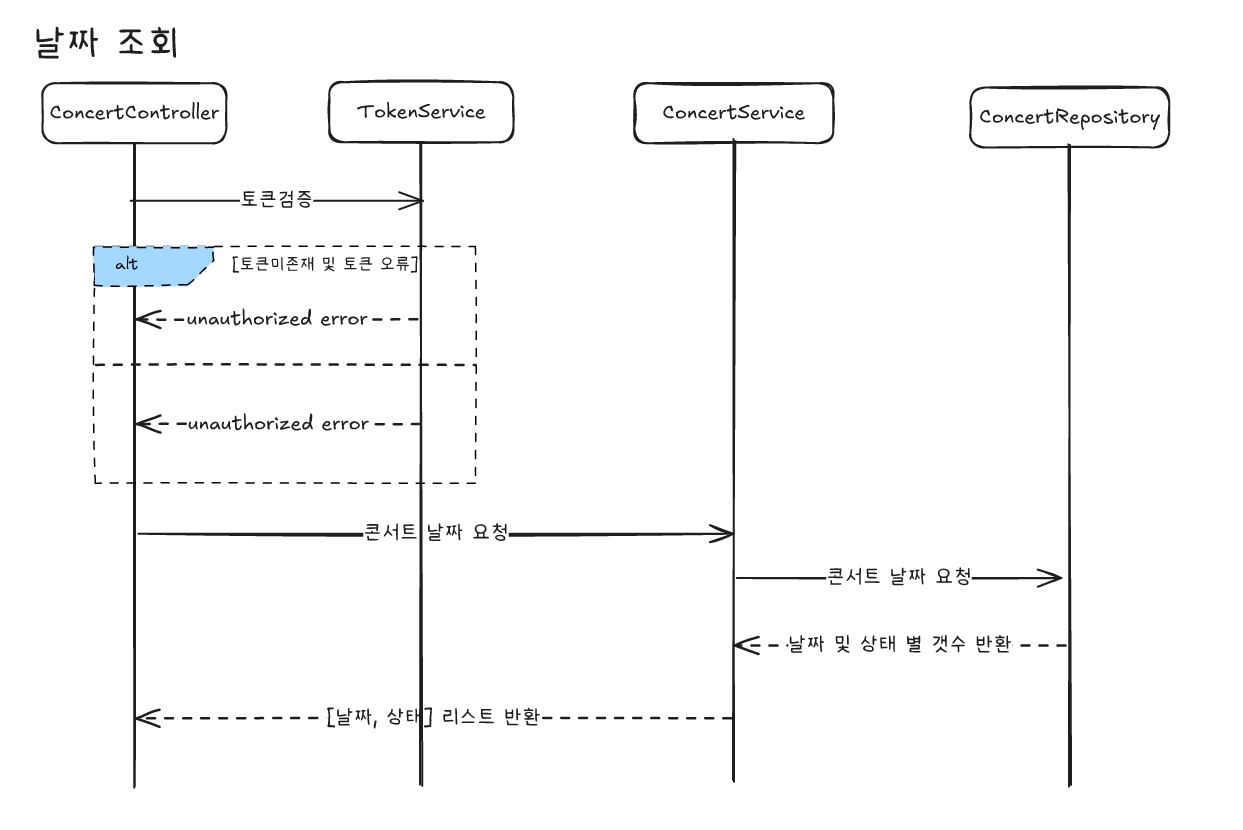 날짜 조회
ConcertController
TokenService
ConcertService
ConcertRepository
토큰검증
alt
[토큰미존재 및 토큰 오류]
unauthorized error
unauthorized error
콘서트 날짜 요청
콘서트 날짜 요청
날짜 및 상태 별 갯수 반환
[날짜, 상태] 리스트 반환